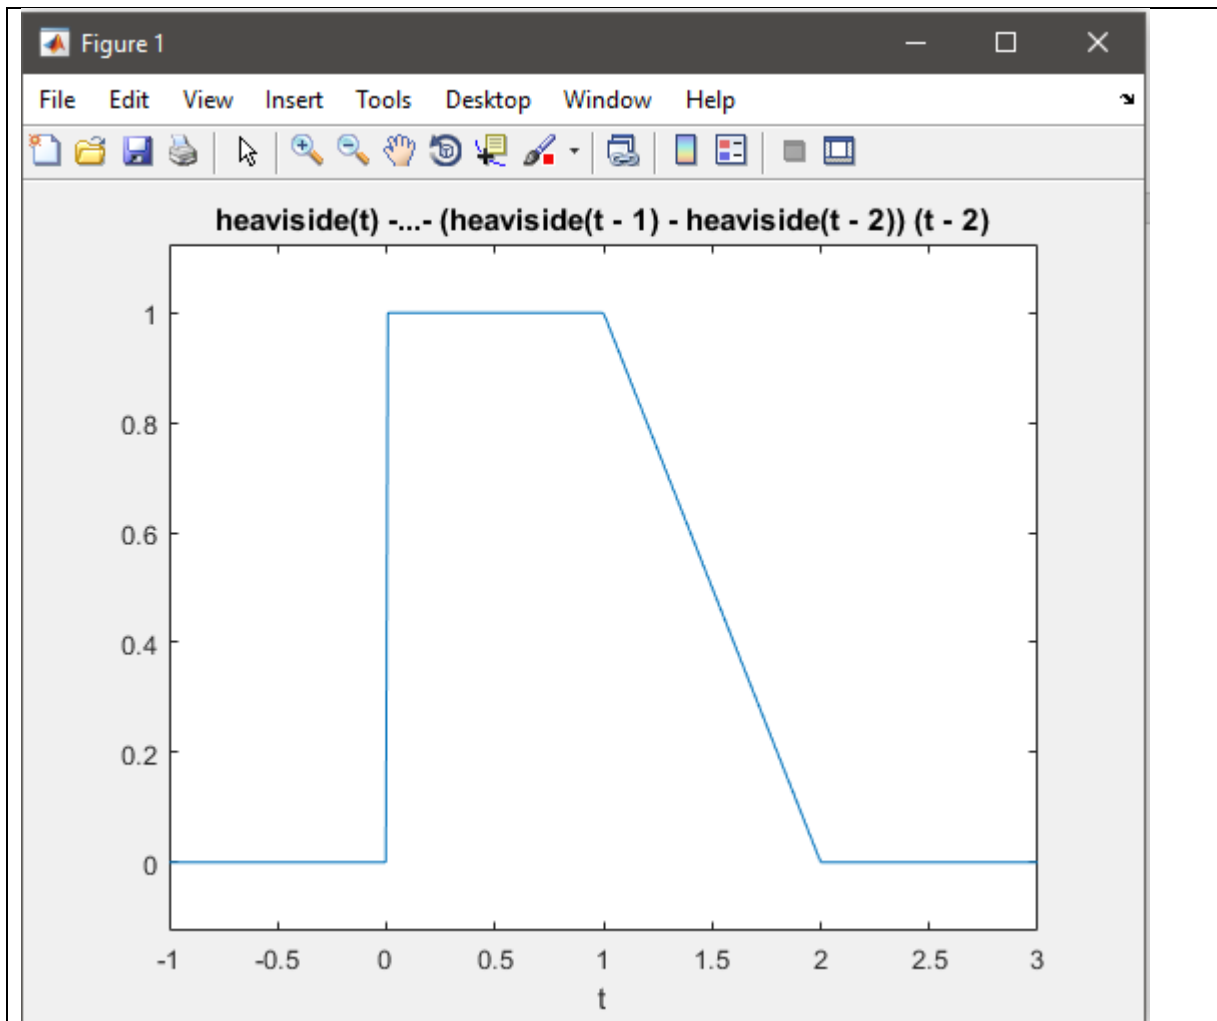 Figure 1
File Edit View Insert Tools Desktop Window Help
heaviside(t) -...- (heaviside(t - 1) - heaviside(t - 2)) (t - 2)
1
0.8
0.6
0.4
0.2
0
-1 -0.5 0 0.5 1 1.5 2 2.5 3
t